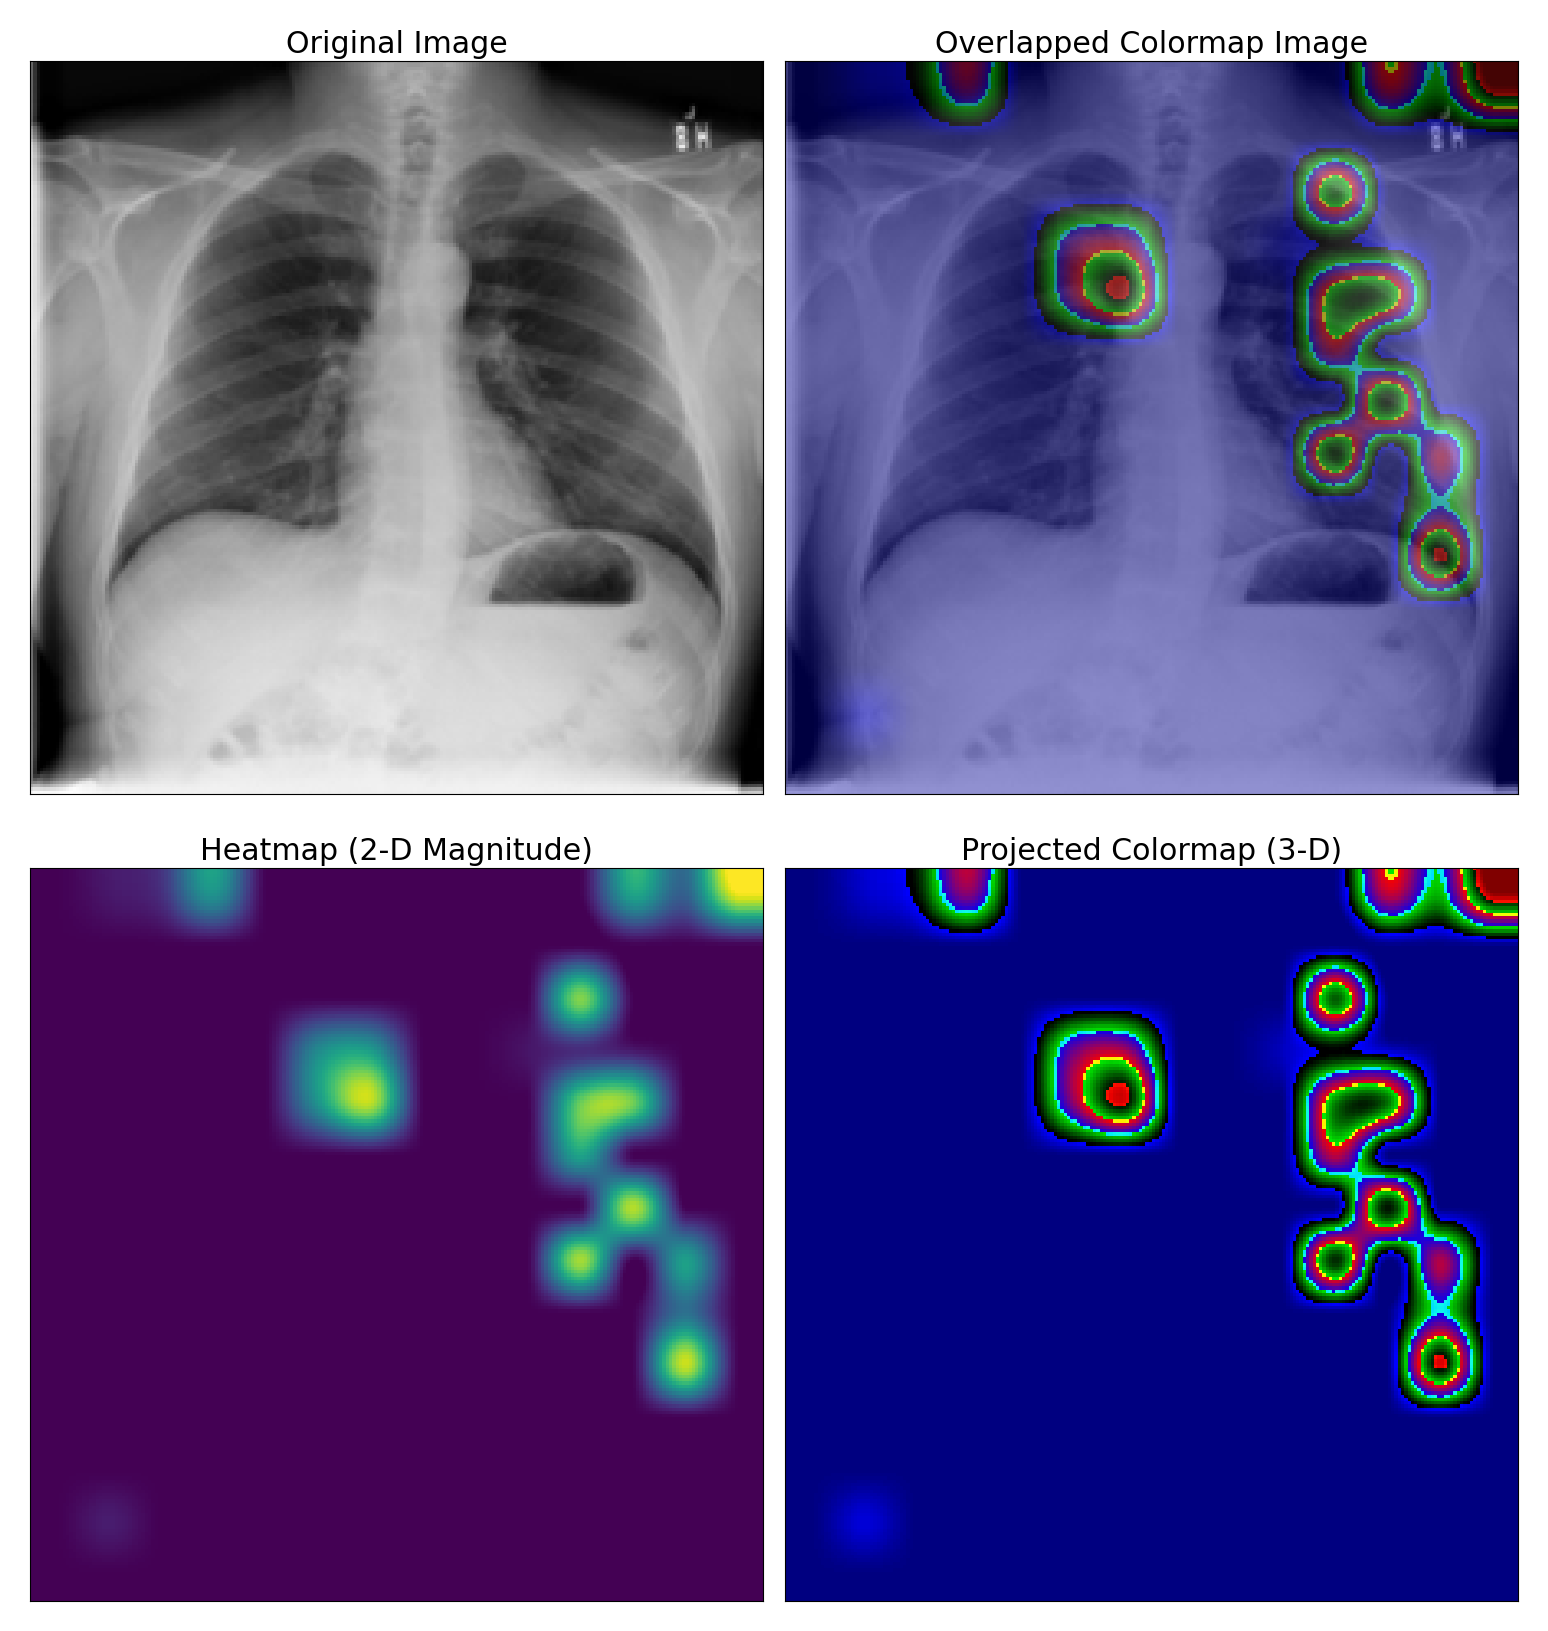 Original Image
Overlapped Colormap Image
Heatmap (2-D Magnitude)
Projected Colormap (3-D)